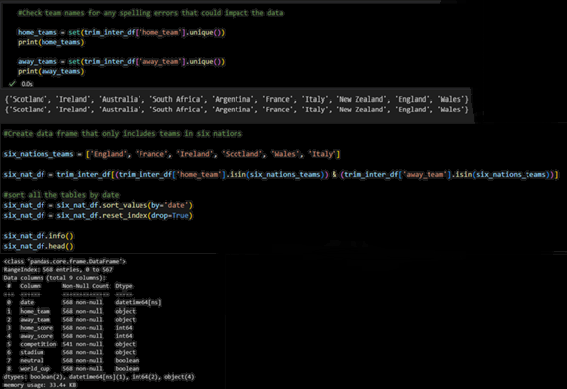 #Check team names for any spelling errors that could impact the data
home_teams = set(trim_inter_df['home_team'].unique())
print(home_teams)
away_teams = set(trim_inter_df['away_team'].unique())
print(away_teams)
✓ 0.0s
{'Scotland', 'Ireland', 'Australia', 'South Africa', 'Argentina', 'France', 'Italy', 'New Zealand', 'England', 'Wales'}
{'Scotland', 'Ireland', 'Australia', 'South Africa', 'Argentina', 'France', 'Italy', 'New Zealand', 'England', 'Wales'}
#Create data frame that only includes teams in six nations
six_nations_teams = ['England', 'France', 'Ireland', 'Scotland', 'Wales', 'Italy']
six_nat_df = trim_inter_df[(trim_inter_df['home_team'].isin(six_nations_teams)) & (trim_inter_df['away_team'].isin(six_nations_teams))]
#sort all the tables by date
six_nat_df = six_nat_df.sort_values(by='date')
six_nat_df = six_nat_df.reset_index(drop=True)
six_nat_df.info()
six_nat_df.head()
<class 'pandas.core.frame.DataFrame'>
RangeIndex: 568 entries, 0 to 567
Data columns (total 9 columns):
# Column Non-Null Count Dtype
--- ------ -------------- -----
0 date 568 non-null datetime64[ns]
1 home_team 568 non-null object
2 away_team 568 non-null object
3 home_score 568 non-null int64
4 away_score 568 non-null int64
5 competition 541 non-null object
6 stadium 568 non-null object
7 neutral 568 non-null boolean
8 world_cup 568 non-null boolean
dtypes: boolean(2), datetime64[ns](1), int64(2), object(4)
memory usage: 33.4+ KB